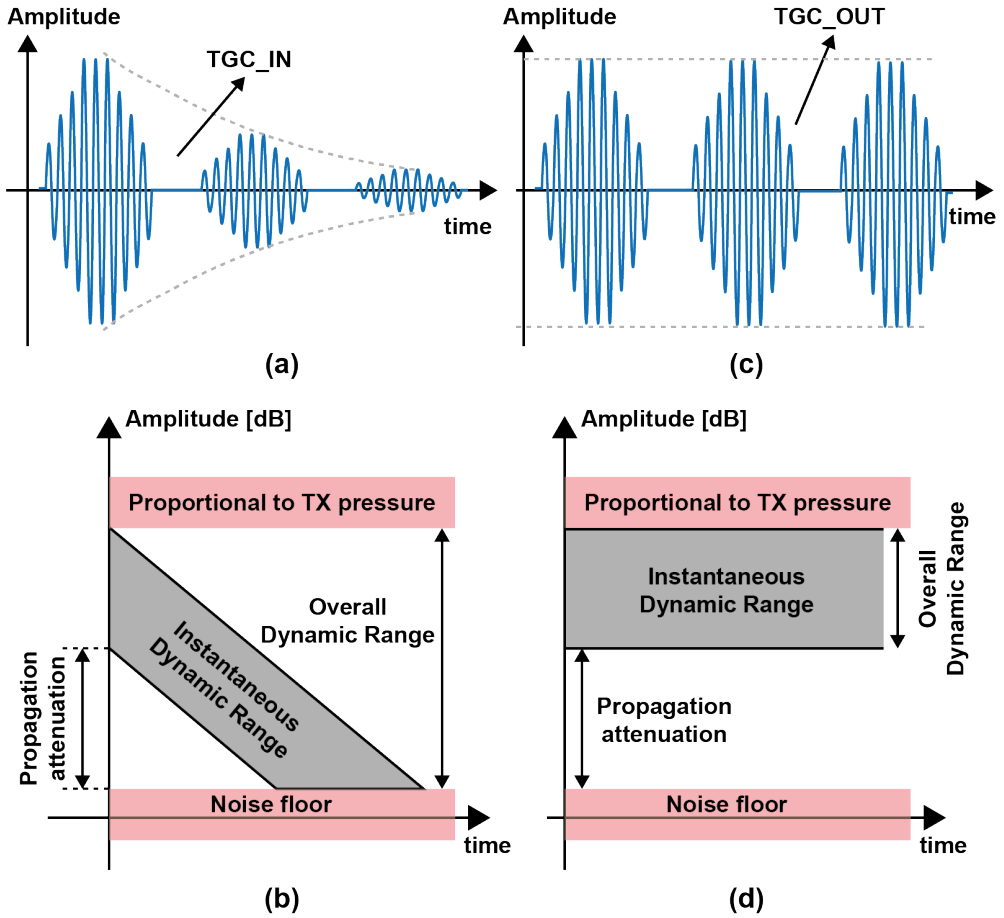 Amplitude
TGC_IN
time
(a)
Amplitude
TGC_OUT
time
(c)
Amplitude [dB]
Proportional to TX pressure
Overall
Dynamic Range
Instantaneous
Dynamic Range
Propagation
attenuation
Noise floor
time
(b)
Amplitude [dB]
Proportional to TX pressure
Instantaneous
Dynamic Range
Overall
Dynamic Range
Propagation
attenuation
Noise floor
time
(d)